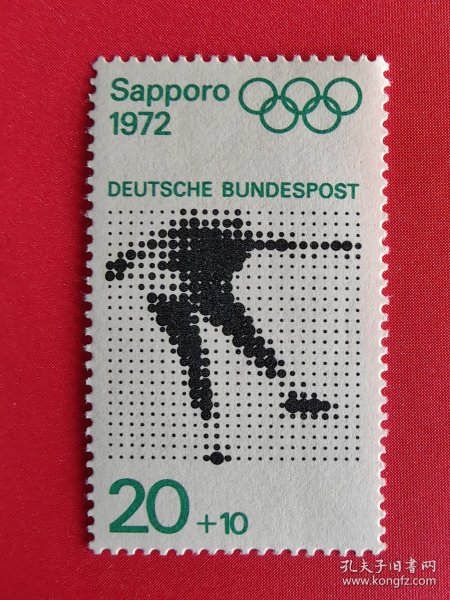 Sapporo
1972
DEUTSCHE BUNDESPOST
20 +10
孔夫子旧书网
www.kongfz.com